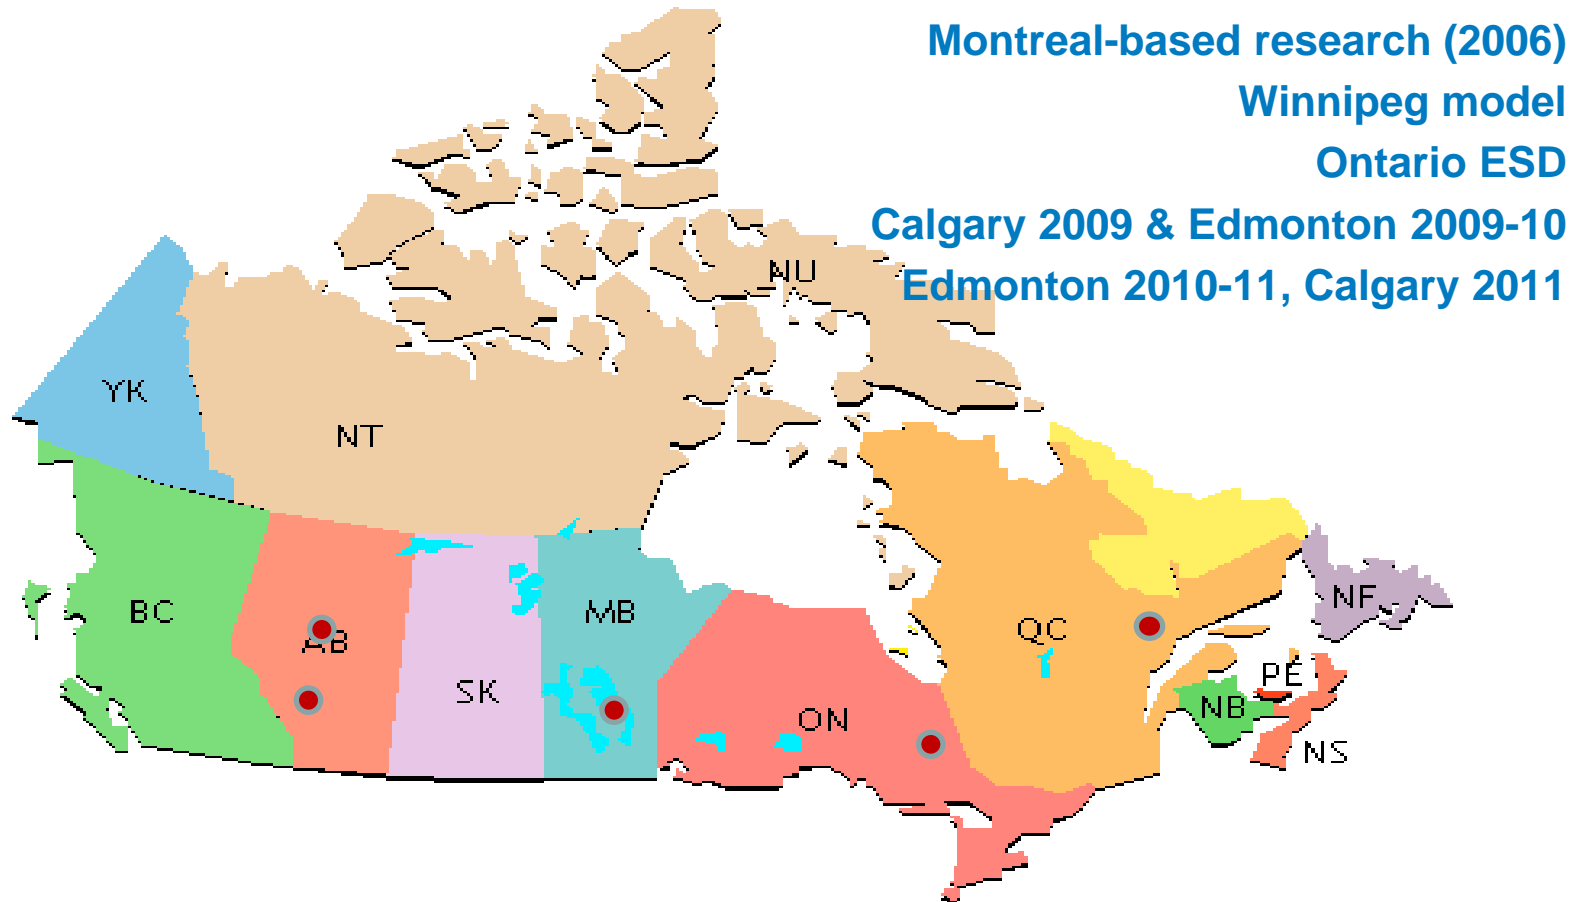 Montreal-based research (2006)
Winnipeg model
Ontario ESD
Calgary 2009 & Edmonton 2009-10
Edmonton 2010-11, Calgary 2011
NU
YK
NT
BC
AB
SK
MB
ON
QC
NF
PE
NB
NS